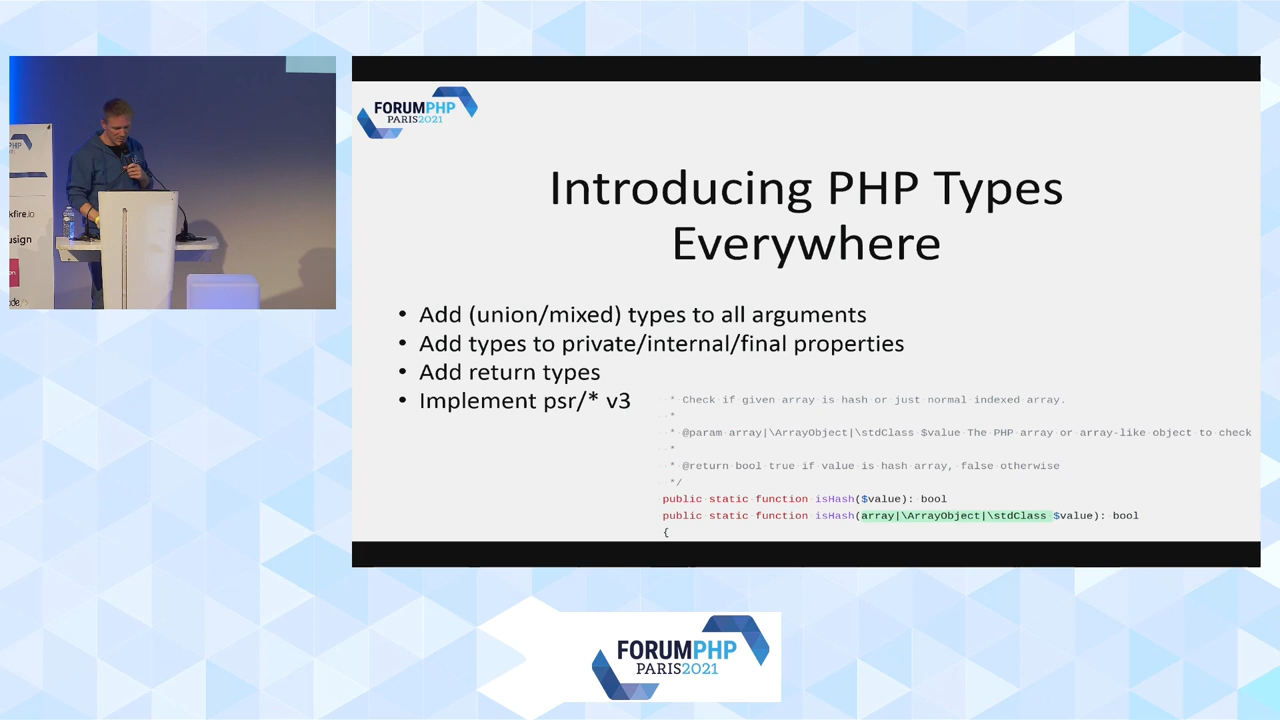 FORUMPHP
PARIS2021
Introducing PHP Types
Everywhere
• Add (union/mixed) types to all arguments
• Add types to private/internal/final properties
• Add return types
• Implement psr/* v3
* Check if given array is hash or just normal indexed array.
*
* @param array|\ArrayObject|\stdClass $value The PHP array or array-like object to check
*
* @return bool true if value is hash array, false otherwise
*/
public static function isHash($value): bool
public static function isHash(array|\ArrayObject|\stdClass $value): bool
{
FORUMPHP
PARIS2021